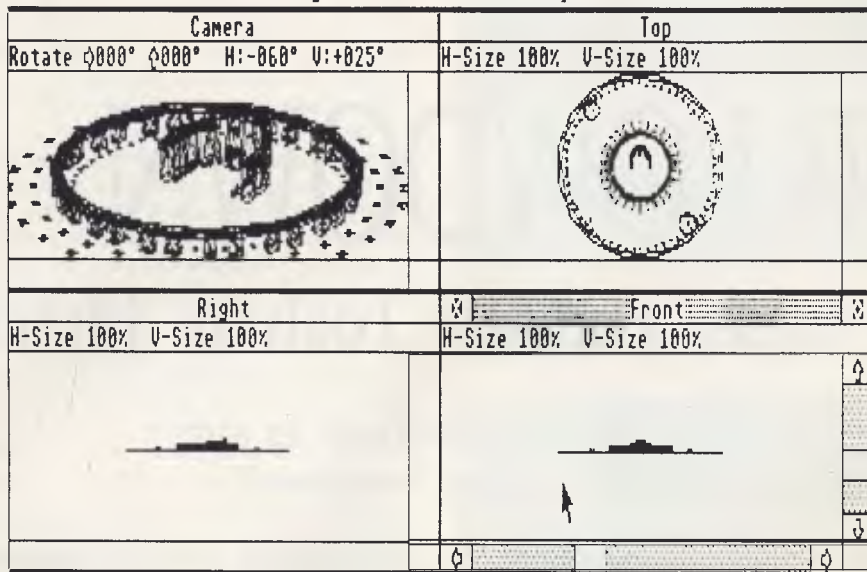 Camera
Top
Rotate ⇨000° ⇧000° H:-060° V:+025°
H-Size 100% V-Size 100%
Right
Front
H-Size 100% V-Size 100%
H-Size 100% V-Size 100%